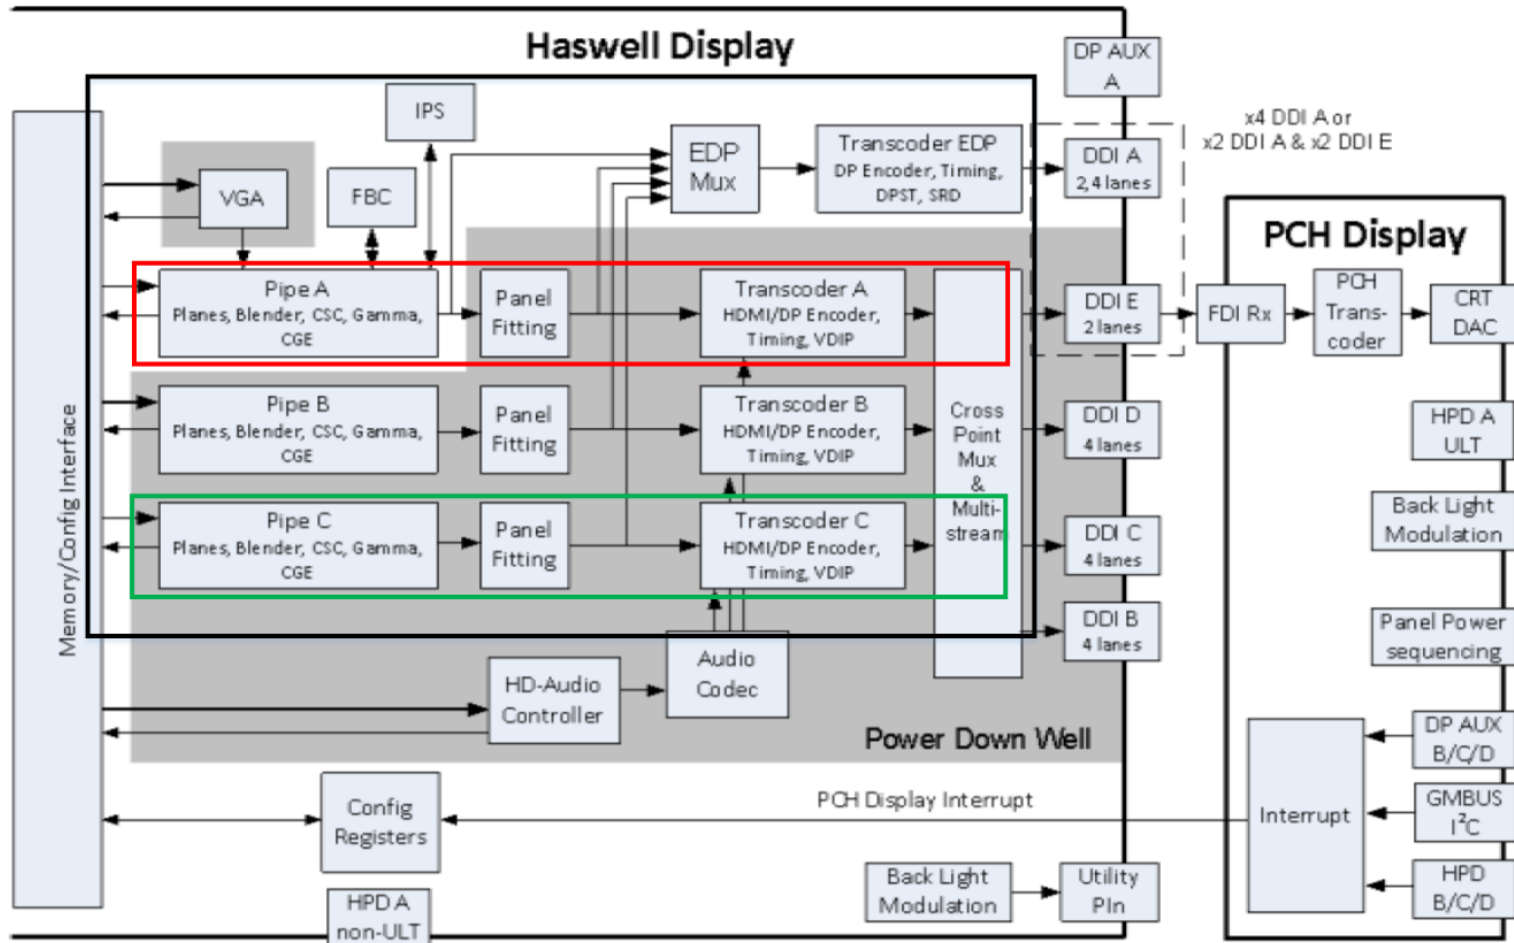 Haswell Display
DP AUX
A
IPS
x4 DDI A or
x2 DDI A & x2 DDI E
EDP
Mux
Transcoder EDP
DP Encoder, Timing,
DPST, SRD
DDI A
2,4 lanes
VGA
FBC
PCH Display
Pipe A
Planes, Blender, CSC, Gamma,
CGE
Panel
Fitting
Transcoder A
HDMI/DP Encoder,
Timing, VDIP
DDI E
2 lanes
FDI Rx
PCH
Trans-
coder
CRT
DAC
Memory/Config Interface
Pipe B
Planes, Blender, CSC, Gamma,
CGE
Panel
Fitting
Transcoder B
HDMI/DP Encoder,
Timing, VDIP
Cross
Point
Mux
&
Multi-
stream
DDI D
4 lanes
HPD A
ULT
Pipe C
Planes, Blender, CSC, Gamma,
CGE
Panel
Fitting
Transcoder C
HDMI/DP Encoder,
Timing, VDIP
DDI C
4 lanes
Back Light
Modulation
DDI B
4 lanes
Panel Power
sequencing
HD-Audio
Controller
Audio
Codec
Power Down Well
DP AUX
B/C/D
Config
Registers
PCH Display Interrupt
Interrupt
GMBUS
I²C
HPD
B/C/D
Back Light
Modulation
Utility
PIn
HPD A
non-ULT